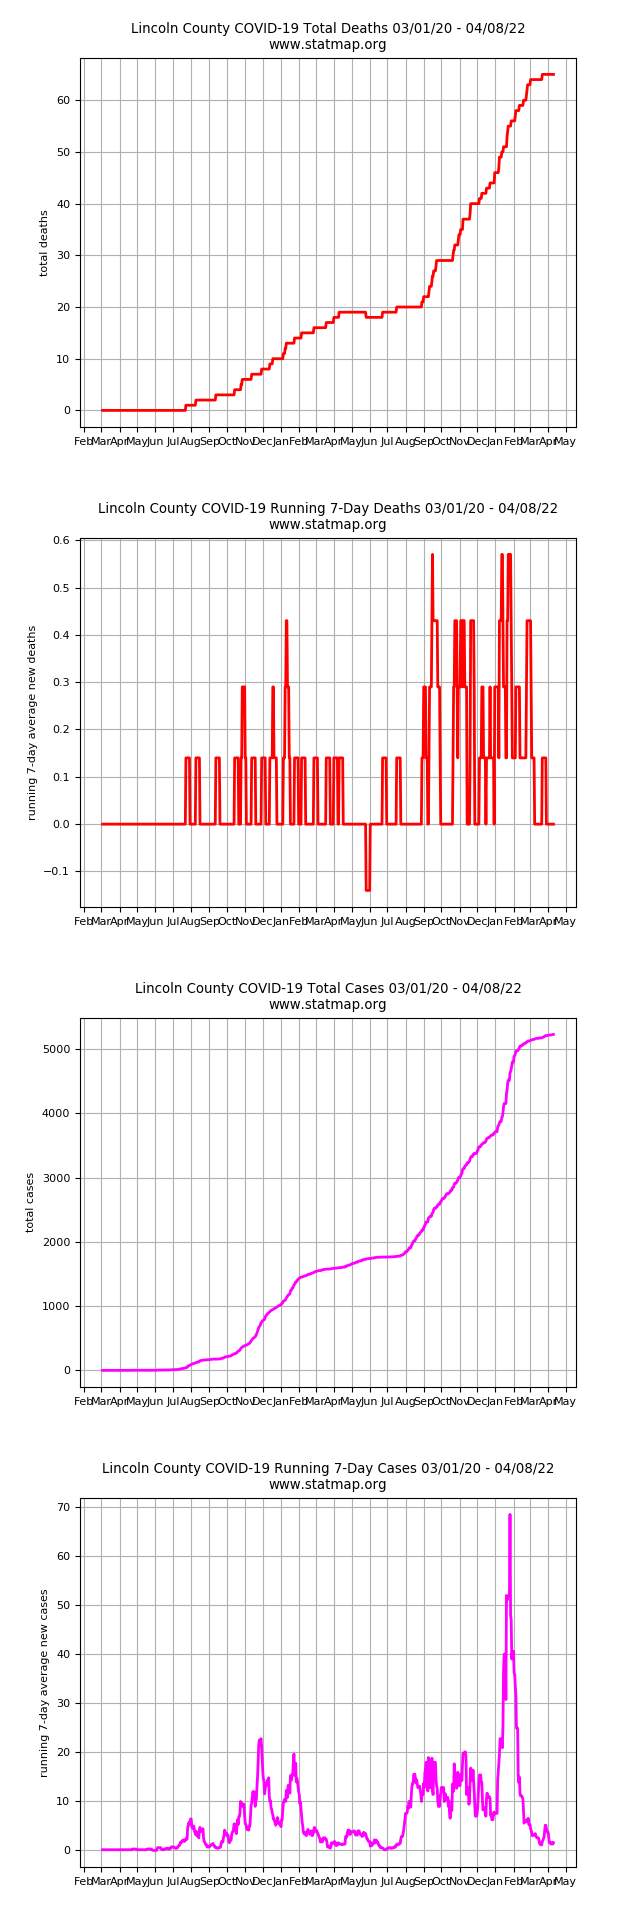 Lincoln County COVID-19 Total Deaths 03/01/20 - 04/08/22
www.statmap.org
total deaths
60
50
40
30
20
10
0
Feb Mar Apr May Jun Jul Aug Sep Oct Nov Dec Jan Feb Mar Apr May Jun Jul Aug Sep Oct Nov Dec Jan Feb Mar Apr May
Lincoln County COVID-19 Running 7-Day Deaths 03/01/20 - 04/08/22
www.statmap.org
running 7-day average new deaths
0.6
0.5
0.4
0.3
0.2
0.1
0.0
−0.1
Feb Mar Apr May Jun Jul Aug Sep Oct Nov Dec Jan Feb Mar Apr May Jun Jul Aug Sep Oct Nov Dec Jan Feb Mar Apr May
Lincoln County COVID-19 Total Cases 03/01/20 - 04/08/22
www.statmap.org
total cases
5000
4000
3000
2000
1000
0
Feb Mar Apr May Jun Jul Aug Sep Oct Nov Dec Jan Feb Mar Apr May Jun Jul Aug Sep Oct Nov Dec Jan Feb Mar Apr May
Lincoln County COVID-19 Running 7-Day Cases 03/01/20 - 04/08/22
www.statmap.org
running 7-day average new cases
70
60
50
40
30
20
10
0
Feb Mar Apr May Jun Jul Aug Sep Oct Nov Dec Jan Feb Mar Apr May Jun Jul Aug Sep Oct Nov Dec Jan Feb Mar Apr May